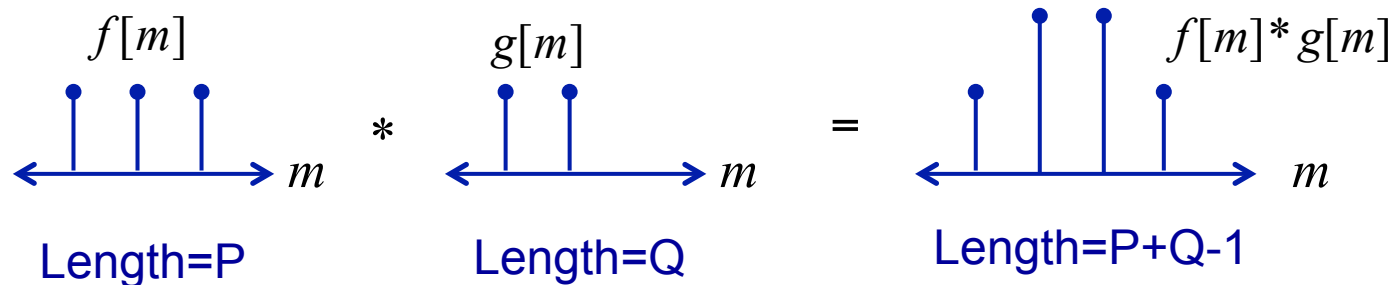 f[m] * g[m] = f[m]* g[m]
m m m
Length=P Length=Q Length=P+Q-1